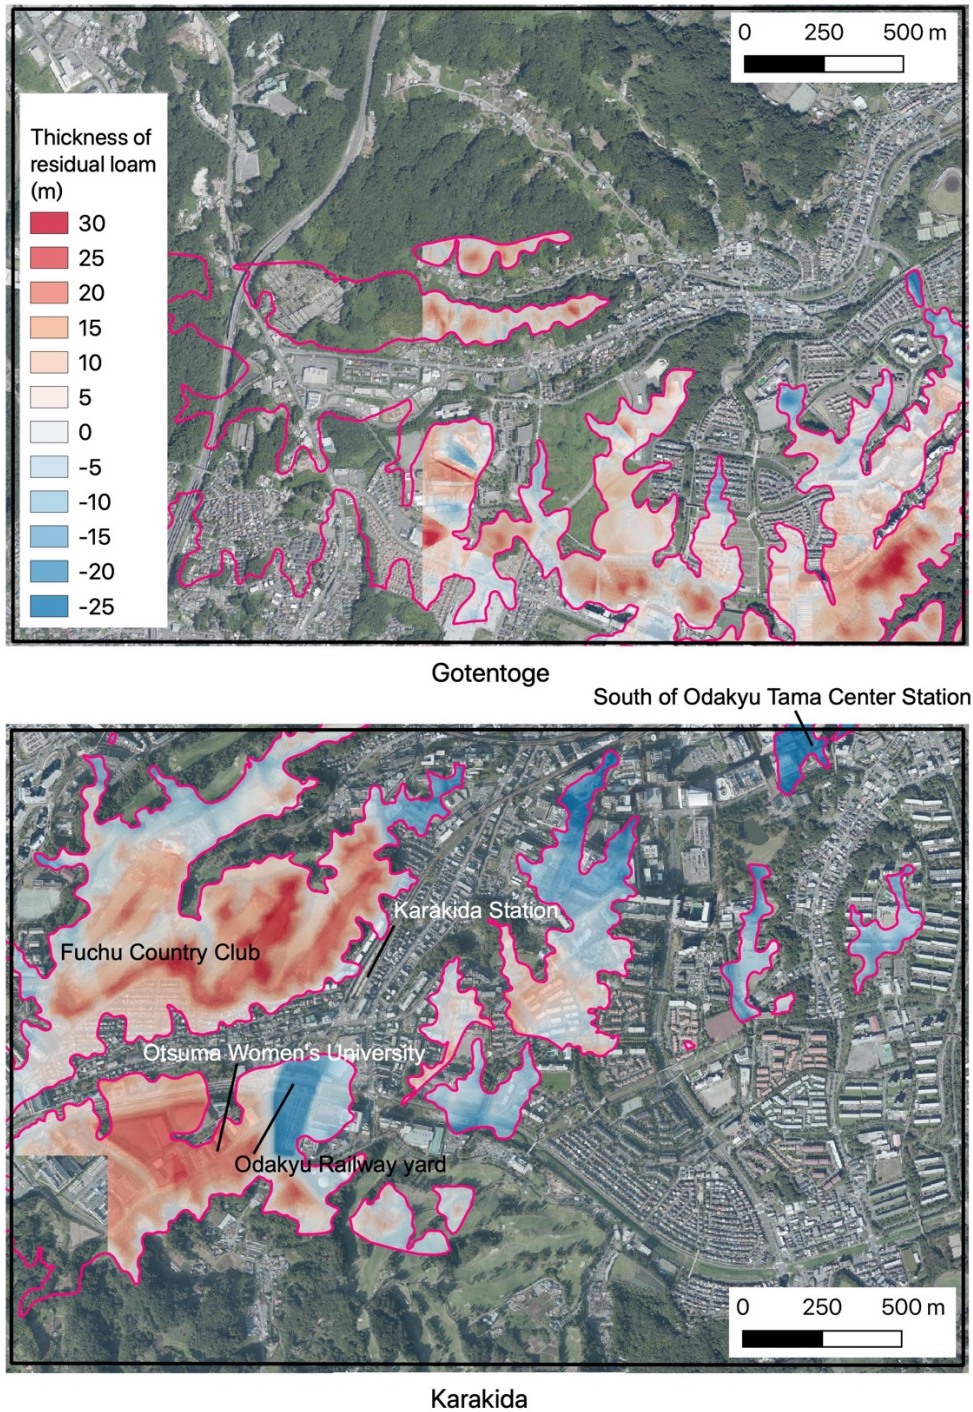 0 250 500 m
Thickness of
residual loam
(m)
30
25
20
15
10
5
0
-5
-10
-15
-20
-25
Gotentoge
South of Odakyu Tama Center Station
Karakida Station
Fuchu Country Club
Otsuma Women's University
Odakyu Railway yard
0 250 500 m
Karakida